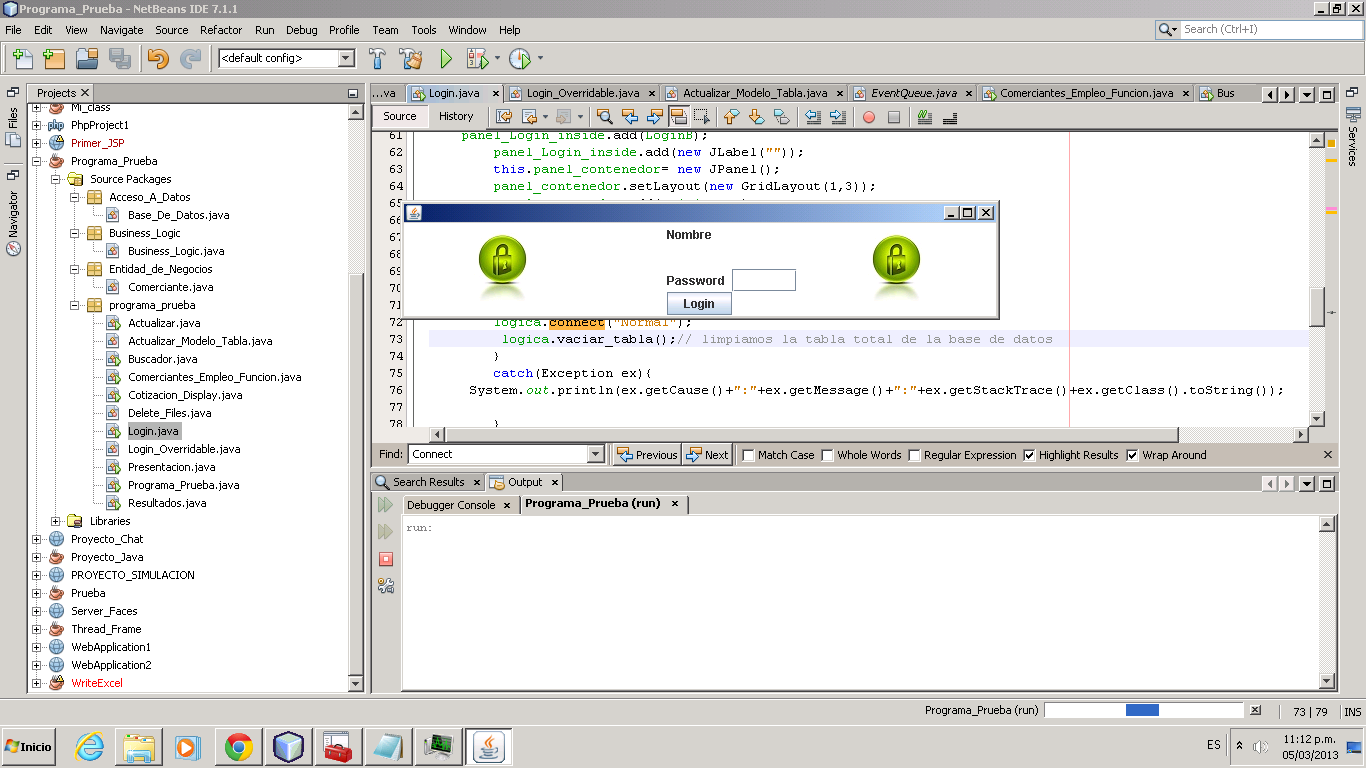 Programa_Prueba - NetBeans IDE 7.1.1
File Edit View Navigate Source Refactor Run Debug Profile Team Tools Window Help
Search (Ctrl+I)
<default config>
Files
Navigator
Services
Projects
Mi_class
PhpProject1
Primer_JSP
Programa_Prueba
Source Packages
Acceso_A_Datos
Base_De_Datos.java
Business_Logic
Business_Logic.java
Entidad_de_Negocios
Comerciante.java
programa_prueba
Actualizar.java
Actualizar_Modelo_Tabla.java
Buscador.java
Comerciantes_Empleo_Funcion.java
Cotizacion_Display.java
Delete_Files.java
Login.java
Login_Overridable.java
Presentacion.java
Programa_Prueba.java
Resultados.java
Libraries
Proyecto_Chat
Proyecto_Java
PROYECTO_SIMULACION
Prueba
Server_Faces
Thread_Frame
WebApplication1
WebApplication2
WriteExcel
...va Login.java Login_Overridable.java Actualizar_Modelo_Tabla.java EventQueue.java Comerciantes_Empleo_Funcion.java Bus
Source History
61 panel_Login_inside.add(LoginB);
62 panel_Login_inside.add(new JLabel(""));
63 this.panel_contenedor= new JPanel();
64 panel_contenedor.setLayout(new GridLayout(1,3));
Nombre
Password
Login
72 logica.connect("Normal");
73 logica.vaciar_tabla();// limpiamos la tabla total de la base de datos
74 }
75 catch(Exception ex){
76 System.out.println(ex.getCause()+":"+ex.getMessage()+":"+ex.getStackTrace()+ex.getClass().toString());
77
78 }
Find: Connect Previous Next Match Case Whole Words Regular Expression Highlight Results Wrap Around
Search Results Output
Debugger Console Programa_Prueba (run)
run:
Programa_Prueba (run) 73 | 79 INS
Inicio
ES
11:12 p.m.
05/03/2013